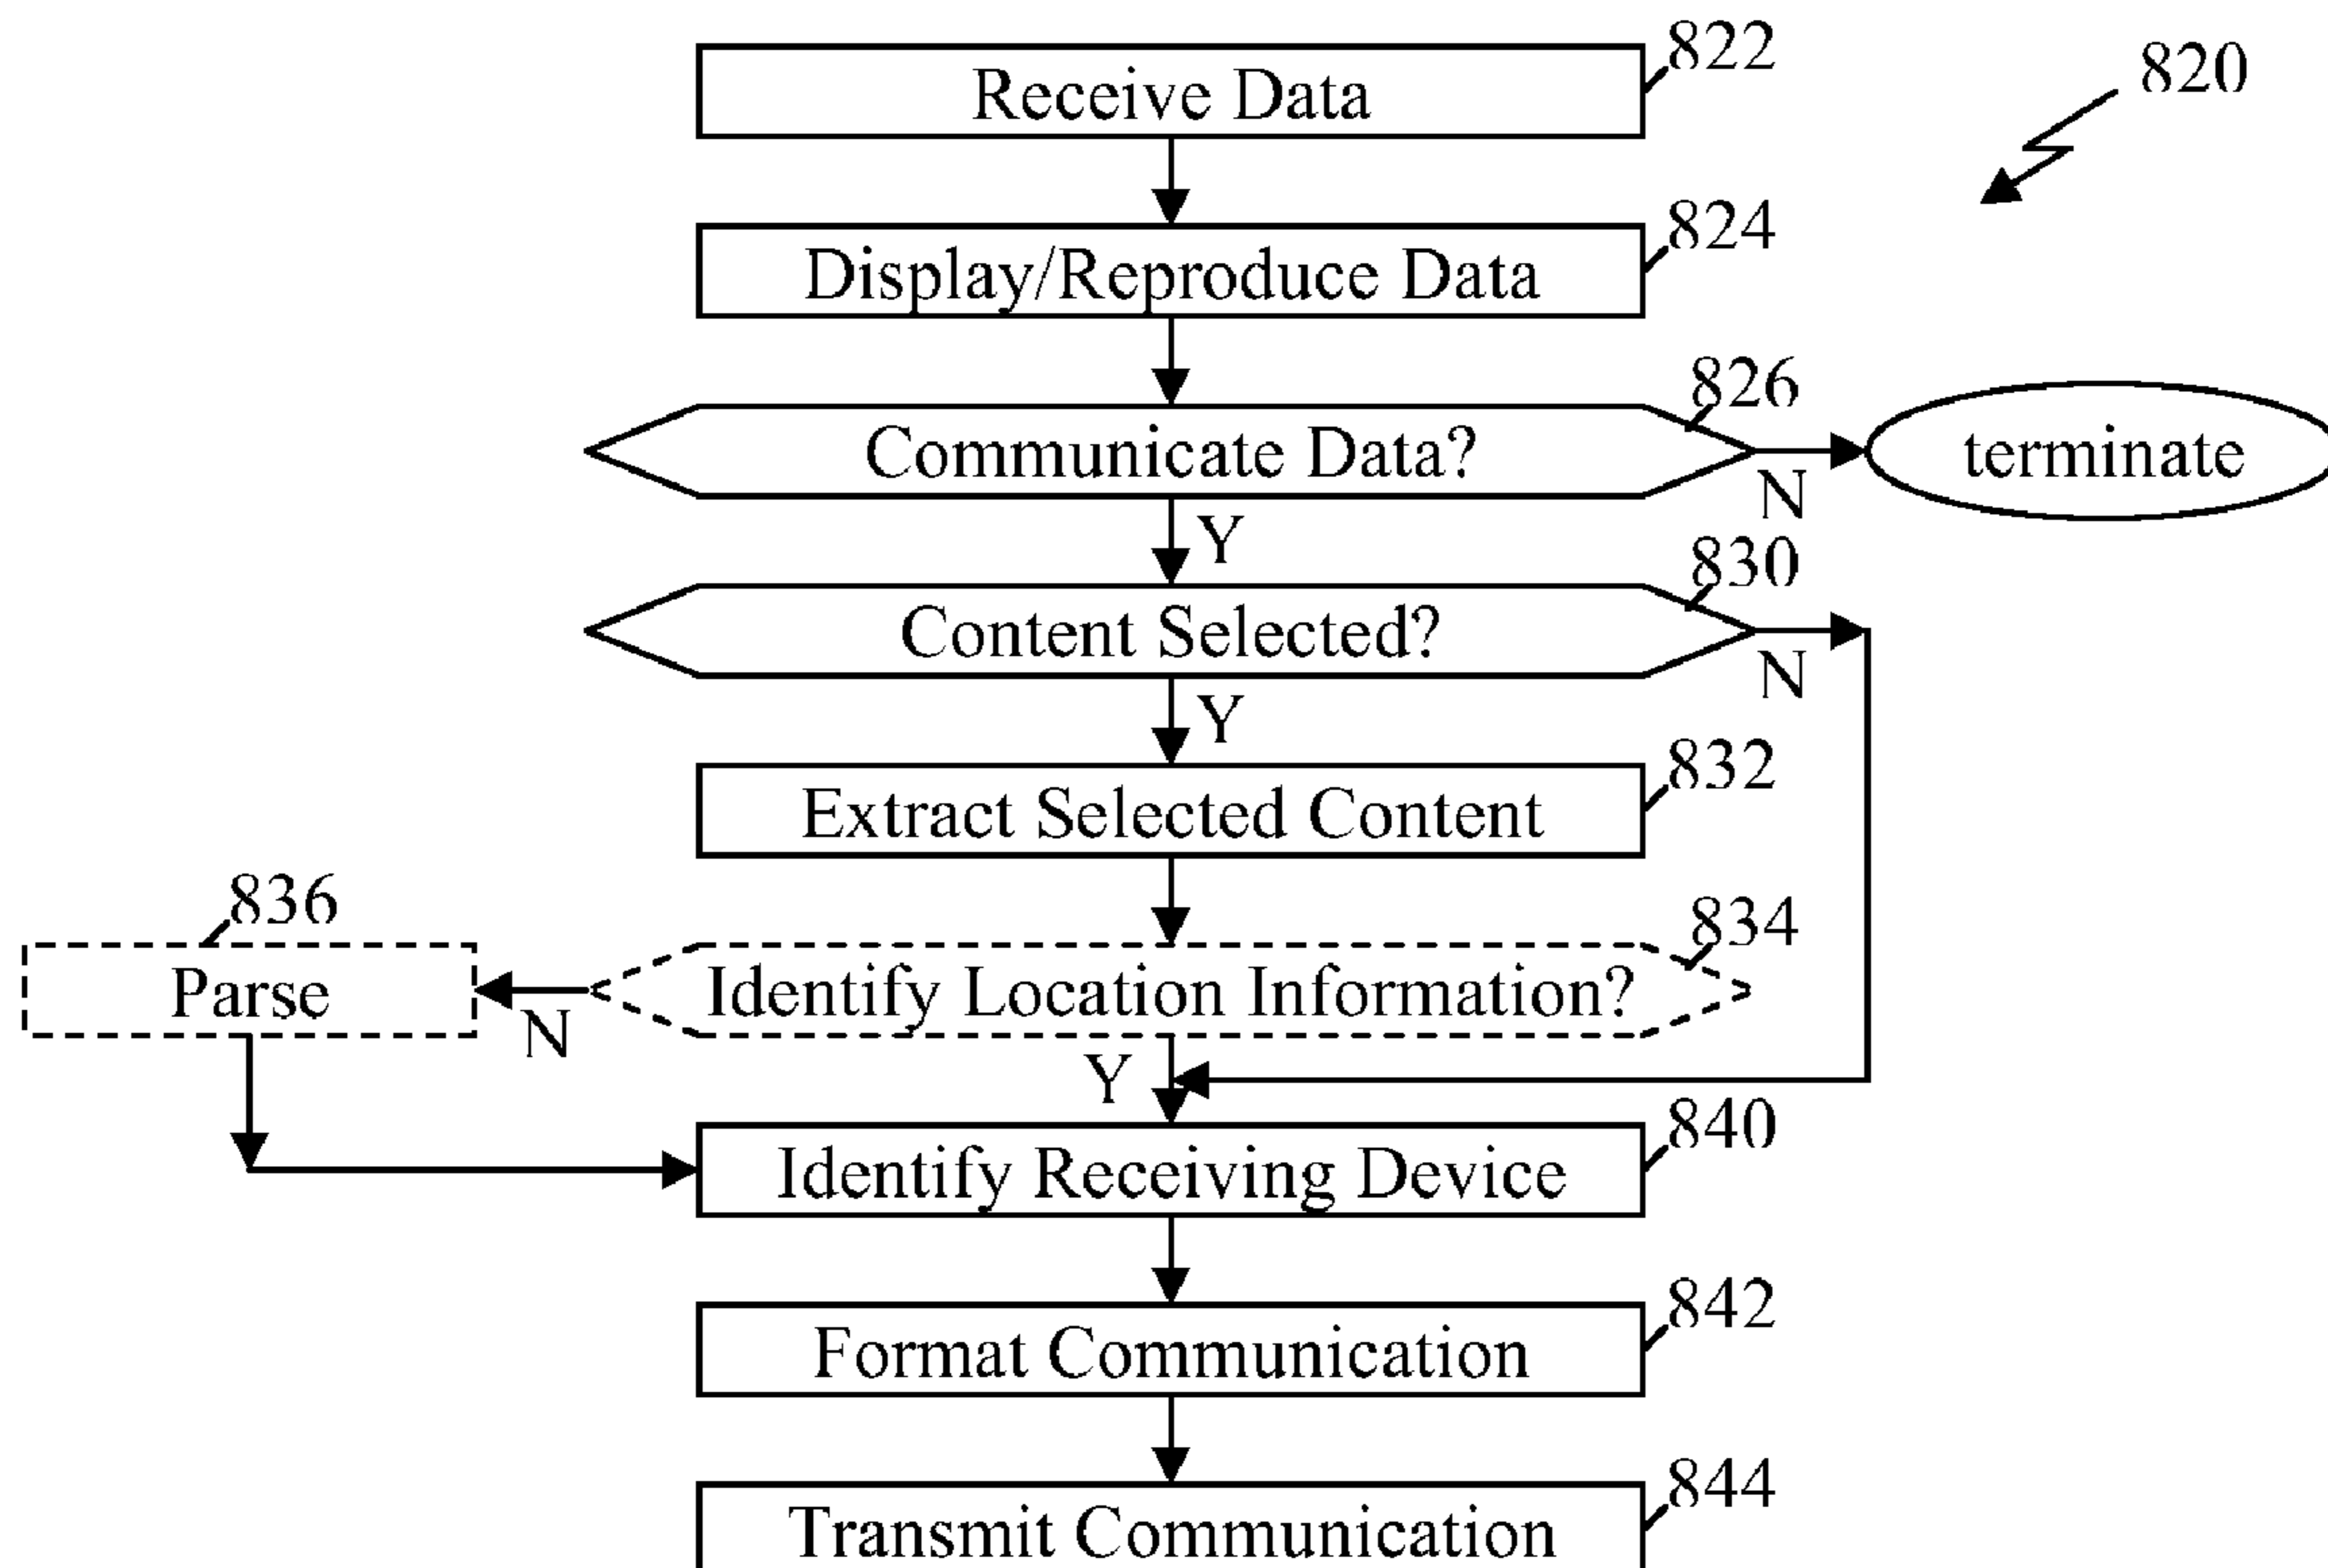 822
Receive Data
820
824
Display/Reproduce Data
826
Communicate Data?
terminate
N
Y
830
Content Selected?
N
Y
832
Extract Selected Content
836
834
Parse
Identify Location Information?
N
Y
840
Identify Receiving Device
842
Format Communication
844
Transmit Communication